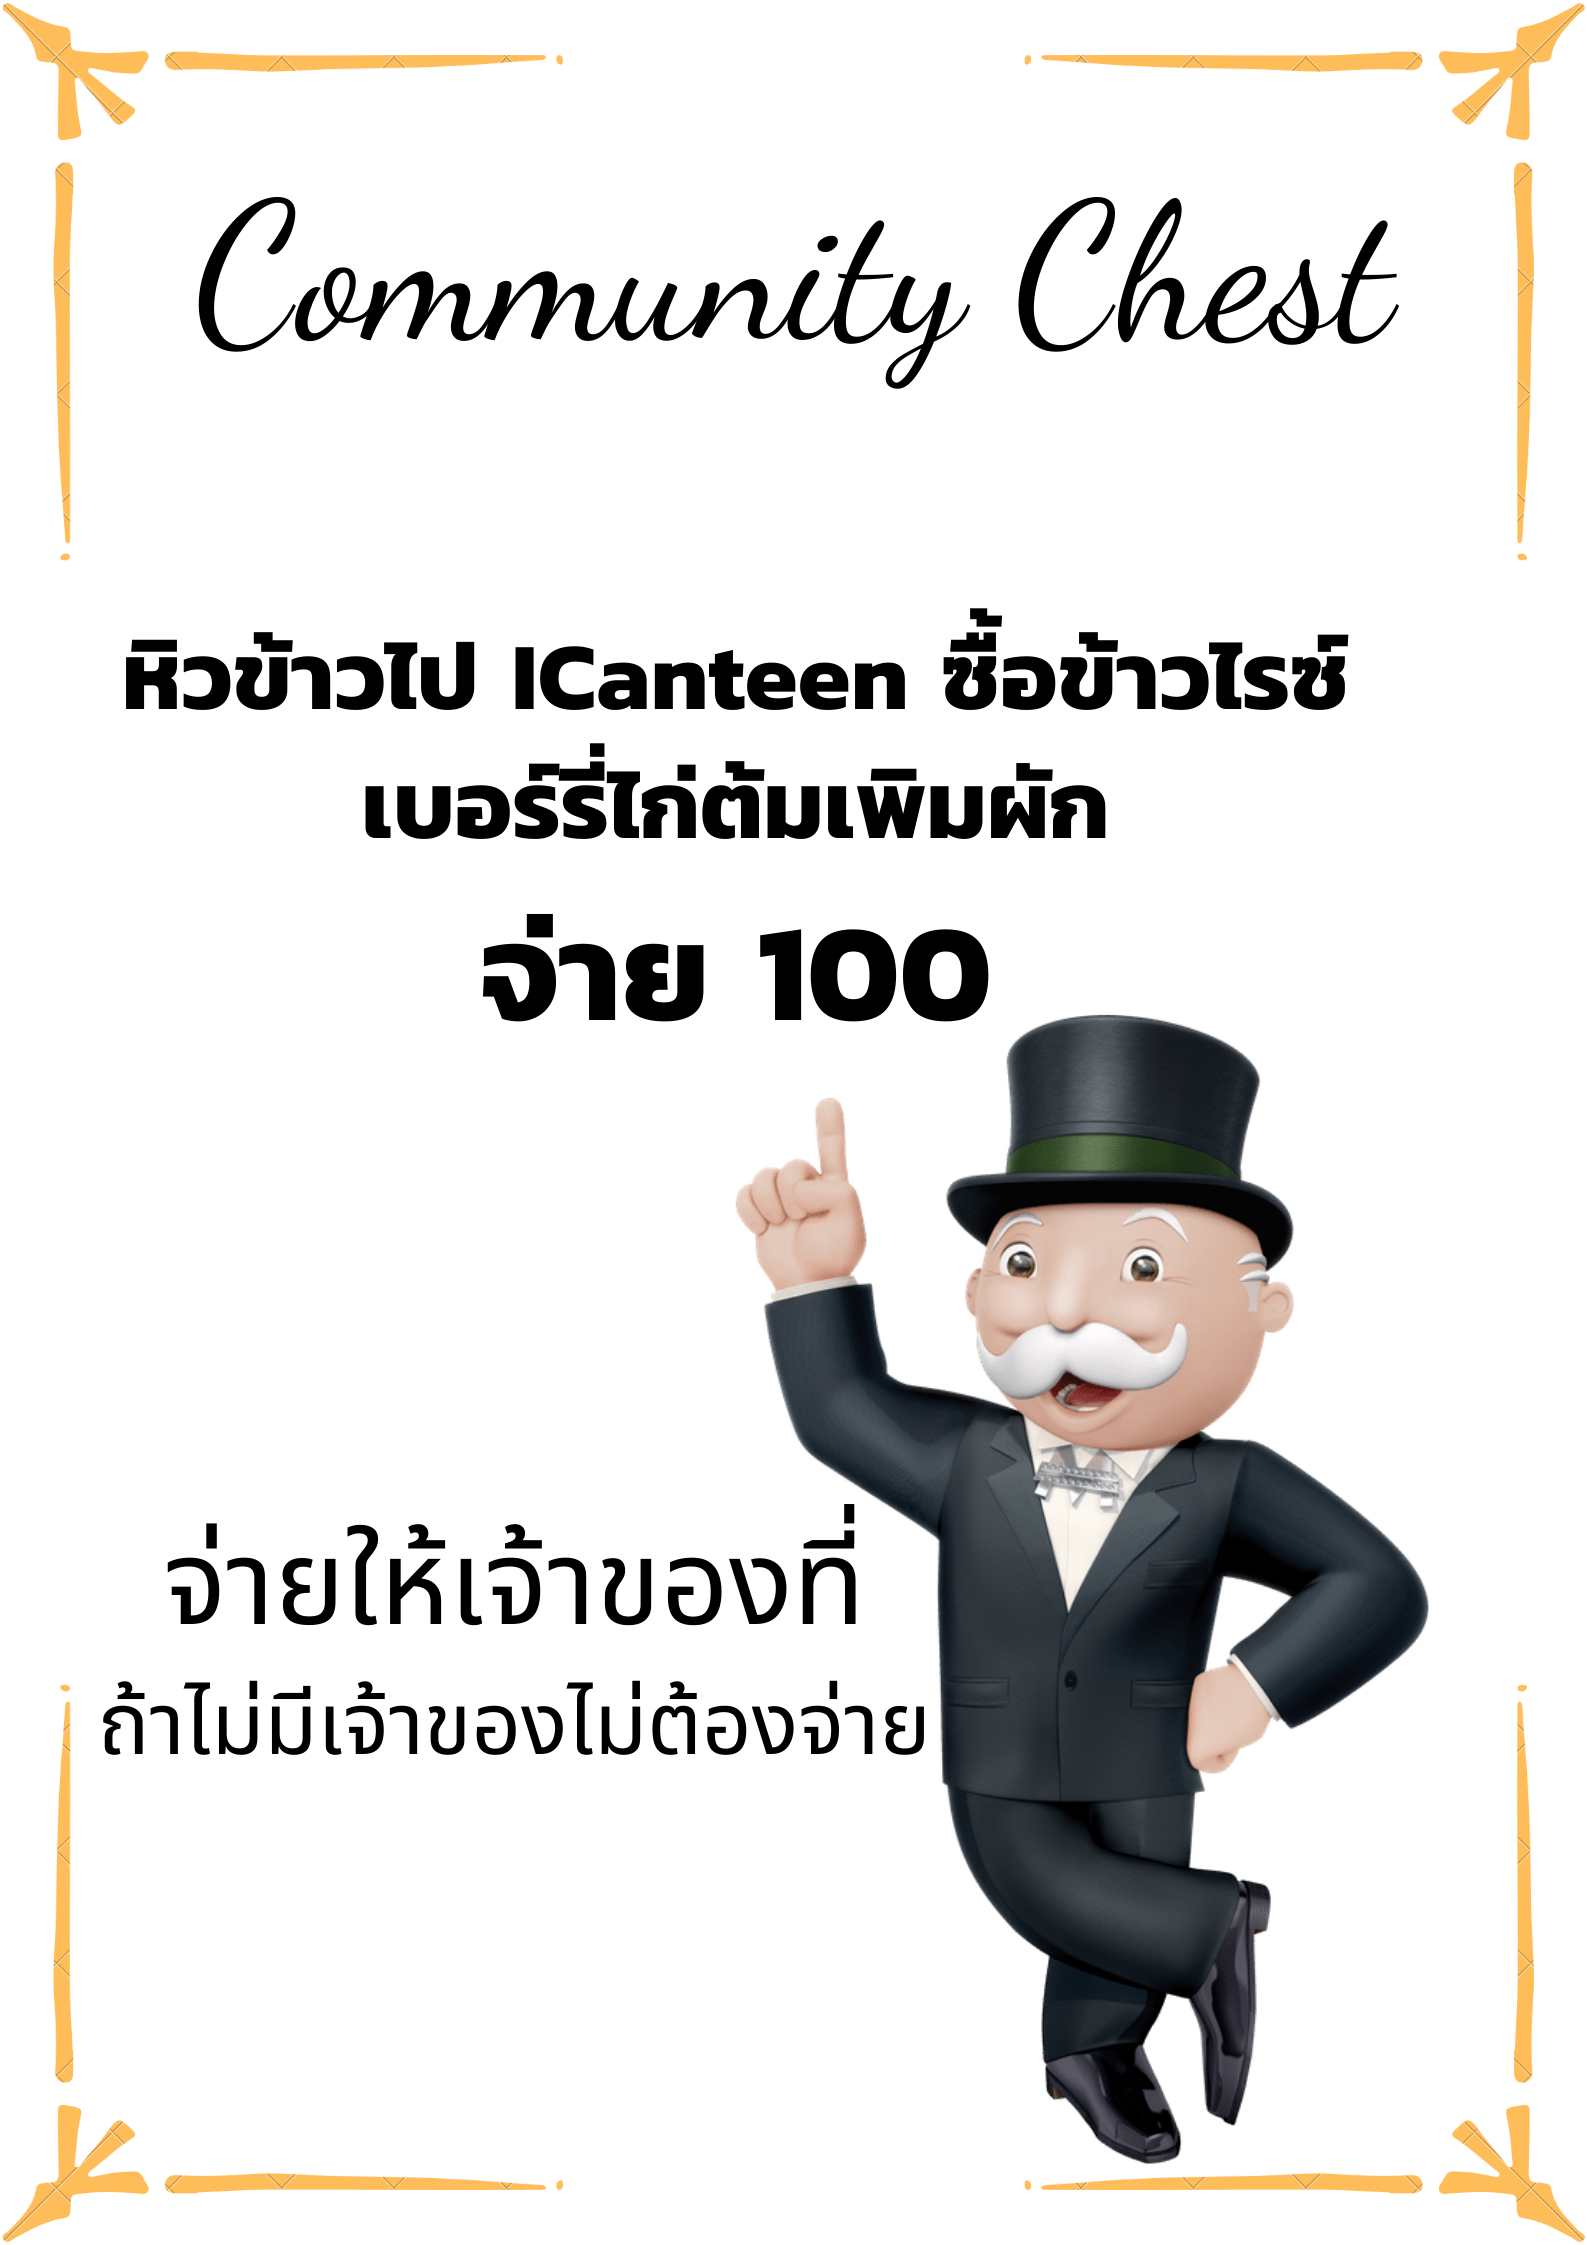 Community Chest
หิวข้าวไป ICanteen ซื้อข้าวไรซ์
เบอร์รี่ไก่ต้มเพิมผัก
จ่าย 100
จ่ายให้เจ้าของที่
ถ้าไม่มีเจ้าของไม่ต้องจ่าย